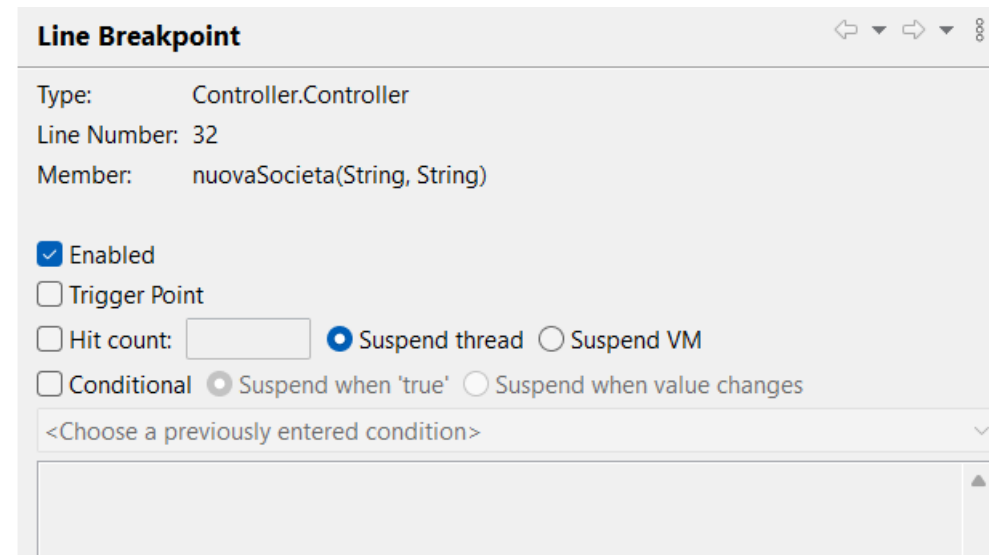 Line Breakpoint
Type: Controller.Controller
Line Number: 32
Member: nuovaSocieta(String, String)
Enabled
Trigger Point
Hit count: Suspend thread Suspend VM
Conditional Suspend when 'true' Suspend when value changes
<Choose a previously entered condition>